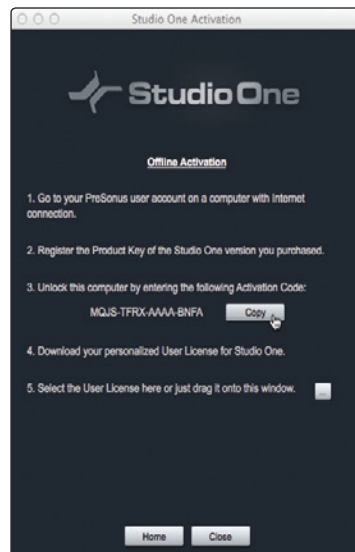 Studio One Activation
Studio One
Offline Activation
1. Go to your PreSonus user account on a computer with Internet
connection.
2. Register the Product Key of the Studio One version you purchased.
3. Unlock this computer by entering the following Activation Code:
MQJS-TFRX-AAAA-BNFA Copy
4. Download your personalized User License for Studio One.
5. Select the User License here or just drag it onto this window. ...
Home Close